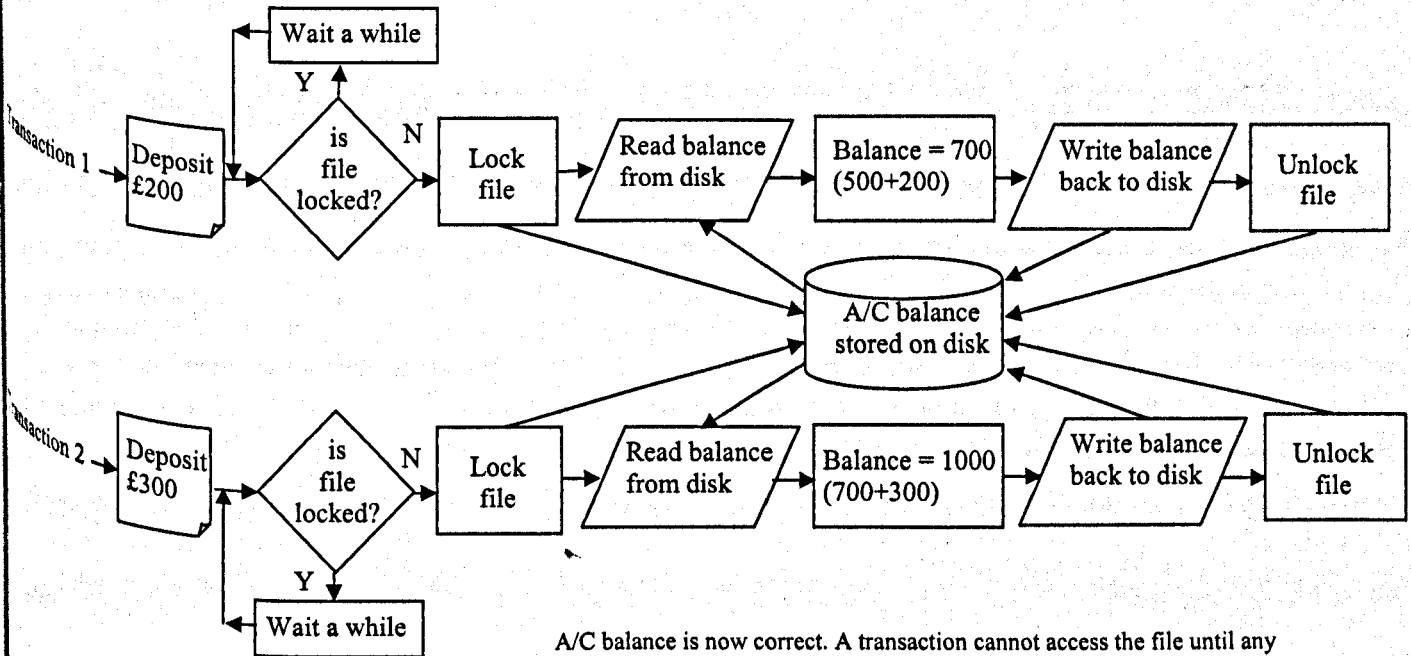 Wait a while
Y
Transaction 1
Deposit
£200
is
file
locked?
N
Lock
file
Read balance
from disk
Balance = 700
(500+200)
Write balance
back to disk
Unlock
file
A/C balance
stored on disk
Transaction 2
Deposit
£300
is
file
locked?
N
Lock
file
Read balance
from disk
Balance = 1000
(700+300)
Write balance
back to disk
Unlock
file
Y
Wait a while
A/C balance is now correct. A transaction cannot access the file until any